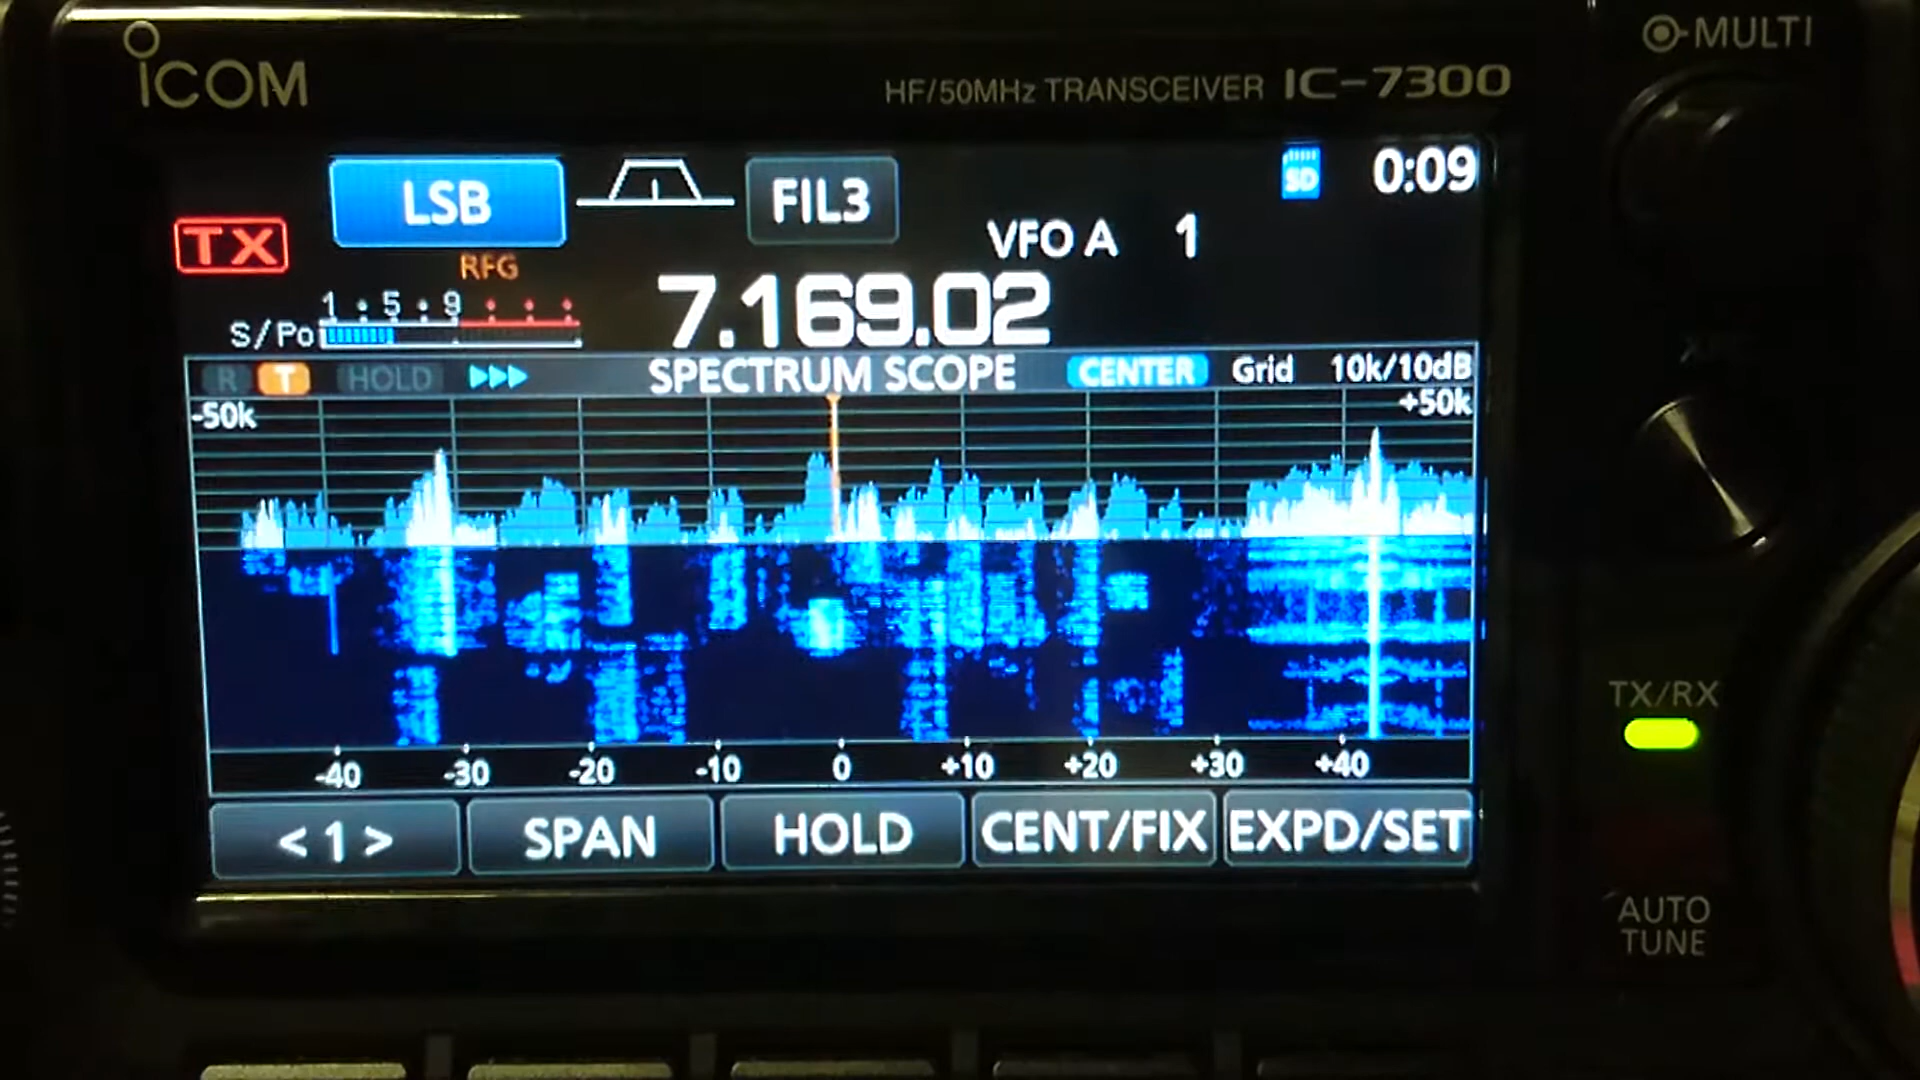 ICOM
HF/50MHz TRANSCEIVER IC-7300
MULTI
LSB
FIL3
SD
0:09
TX
VFO A 1
RFG
1 5 9
S/Po
7.169.02
R T HOLD
SPECTRUM SCOPE
CENTER
Grid
10k/10dB
-50k
+50k
-40 -30 -20 -10 0 +10 +20 +30 +40
<1>
SPAN
HOLD
CENT/FIX
EXPD/SET
TX/RX
AUTO
TUNE